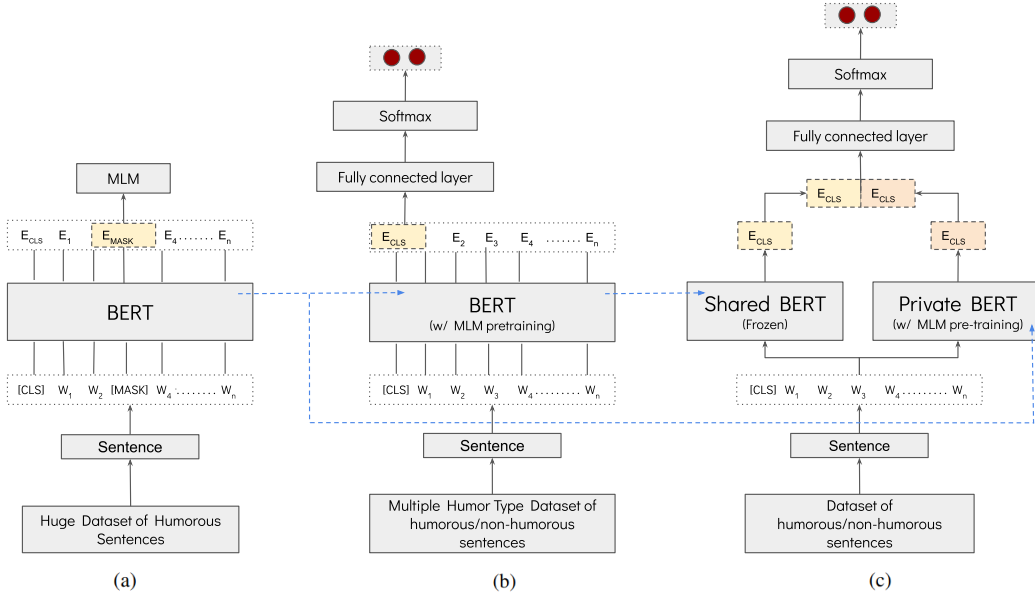 MLM
E_CLS E_1 E_MASK E_4 ....... E_n
BERT
[CLS] W_1 W_2 [MASK] W_4 ......... W_n
Sentence
Huge Dataset of Humorous
Sentences
(a)
Softmax
Fully connected layer
E_CLS E_2 E_3 E_4 ....... E_n
BERT
(w/ MLM pretraining)
[CLS] W_1 W_2 W_3 W_4 ......... W_n
Sentence
Multiple Humor Type Dataset of
humorous/non-humorous
sentences
(b)
Softmax
Fully connected layer
E_CLS E_CLS
E_CLS
E_CLS
Shared BERT
(Frozen)
Private BERT
(w/ MLM pre-training)
[CLS] W_1 W_2 W_3 W_4 ......... W_n
Sentence
Dataset of
humorous/non-humorous
sentences
(c)